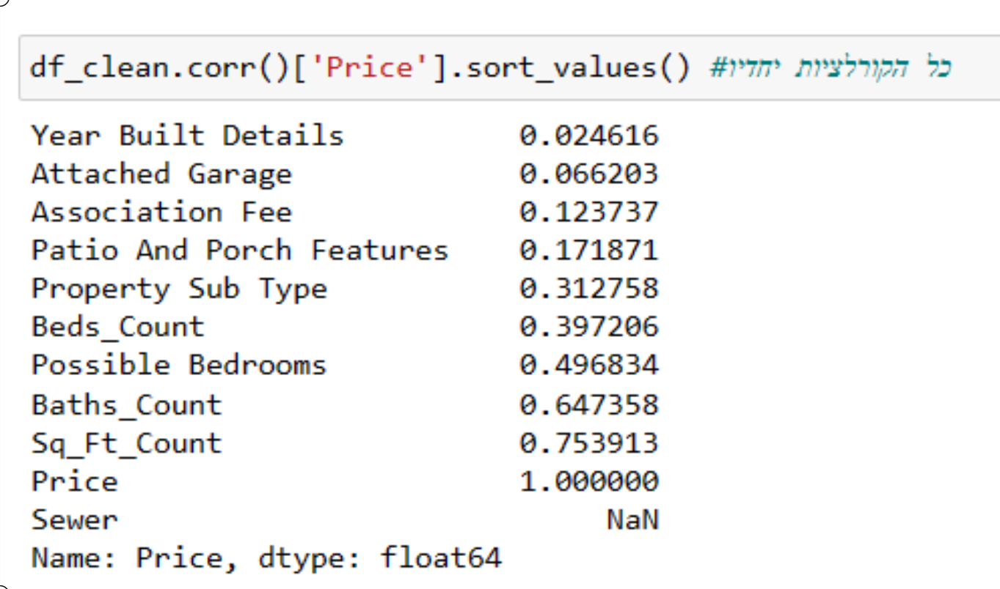 df_clean.corr()['Price'].sort_values() #כל הקורלציות יחדיו
Year Built Details 0.024616
Attached Garage 0.066203
Association Fee 0.123737
Patio And Porch Features 0.171871
Property Sub Type 0.312758
Beds_Count 0.397206
Possible Bedrooms 0.496834
Baths_Count 0.647358
Sq_Ft_Count 0.753913
Price 1.000000
Sewer NaN
Name: Price, dtype: float64